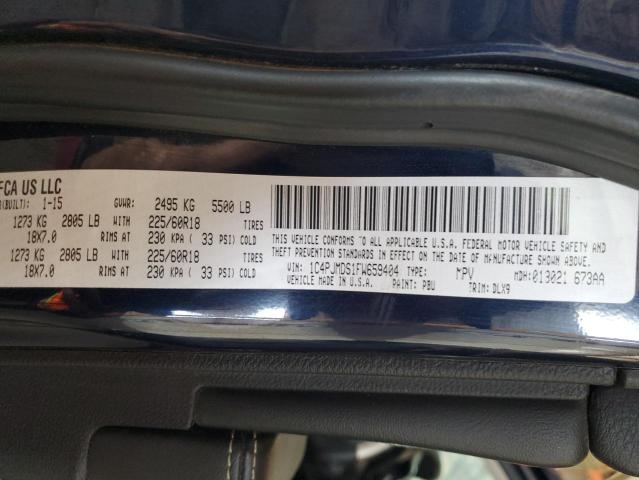 FCA US LLC
(BUILT): 1-15 GVWR: 2495 KG 5500 LB
1273 KG 2805 LB WITH 225/60R18 TIRES
18X7.0 RIMS AT 230 KPA ( 33 PSI) COLD
1273 KG 2805 LB WITH 225/60R18 TIRES
18X7.0 RIMS AT 230 KPA ( 33 PSI) COLD
THIS VEHICLE CONFORMS TO ALL APPLICABLE U.S.A. FEDERAL MOTOR VEHICLE SAFETY AND
THEFT PREVENTION STANDARDS IN EFFECT ON THE DATE OF MANUFACTURE SHOWN ABOVE.
VIN: 1C4PJMDS1FW659404 TYPE: MPV MDH:013021 673AA
VEHICLE MADE IN U.S.A. PAINT: PBU TRIM: DLX9